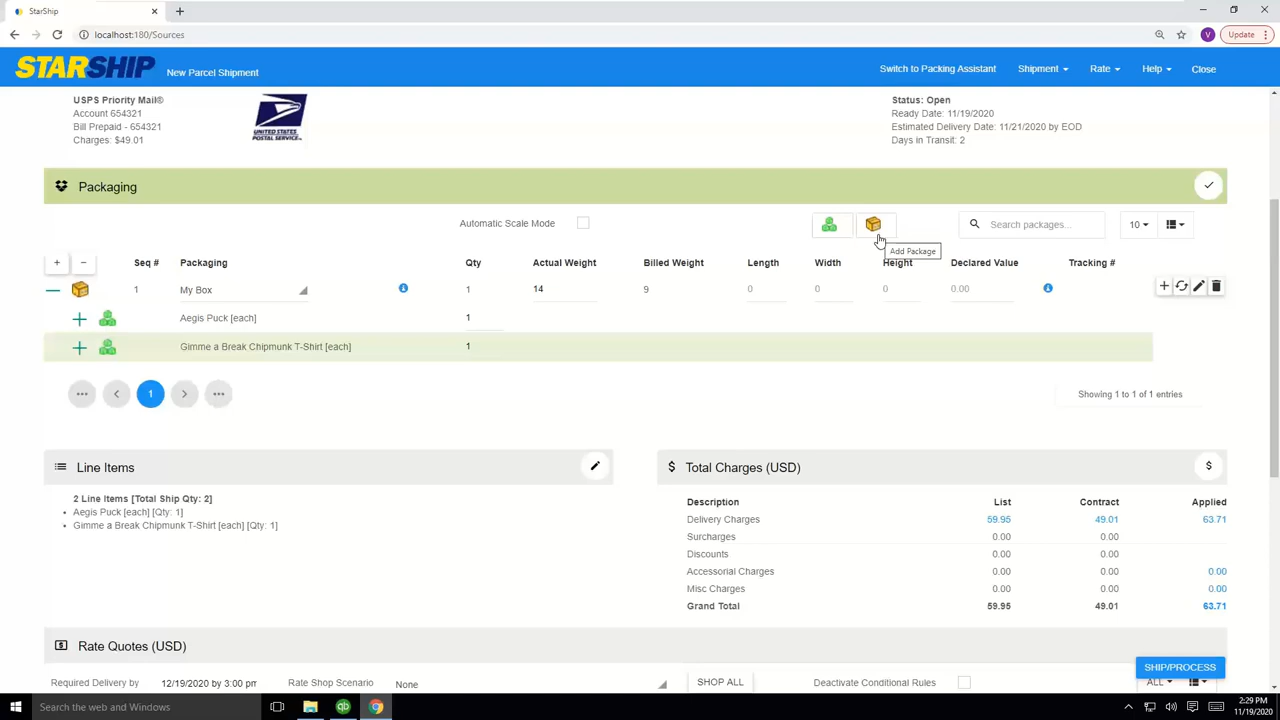 StarShip
localhost:180/Sources
V
Update
STARSHIP
New Parcel Shipment
Switch to Packing Assistant
Shipment
Rate
Help
Close
USPS Priority Mail®
Account 654321
Bill Prepaid - 654321
Charges: $49.01
UNITED STATES
POSTAL SERVICE
Status: Open
Ready Date: 11/19/2020
Estimated Delivery Date: 11/21/2020 by EOD
Days in Transit: 2
Packaging
Automatic Scale Mode
Search packages...
10
Add Package
Seq # Packaging Qty Actual Weight Billed Weight Length Width Height Declared Value Tracking #
1 My Box 1 14 9 0 0 0 0.00
Aegis Puck [each] 1
Gimme a Break Chipmunk T-Shirt [each] 1
1
Showing 1 to 1 of 1 entries
Line Items
2 Line Items [Total Ship Qty: 2]
Aegis Puck [each] [Qty: 1]
Gimme a Break Chipmunk T-Shirt [each] [Qty: 1]
$ Total Charges (USD) $
Description List Contract Applied
Delivery Charges 59.95 49.01 63.71
Surcharges 0.00 0.00
Discounts 0.00 0.00
Accessorial Charges 0.00 0.00 0.00
Misc Charges 0.00 0.00 0.00
Grand Total 59.95 49.01 63.71
Rate Quotes (USD)
SHIP/PROCESS
Required Delivery by 12/19/2020 by 3:00 pm Rate Shop Scenario None SHOP ALL Deactivate Conditional Rules ALL
Search the web and Windows
qb
2:29 PM
11/19/2020